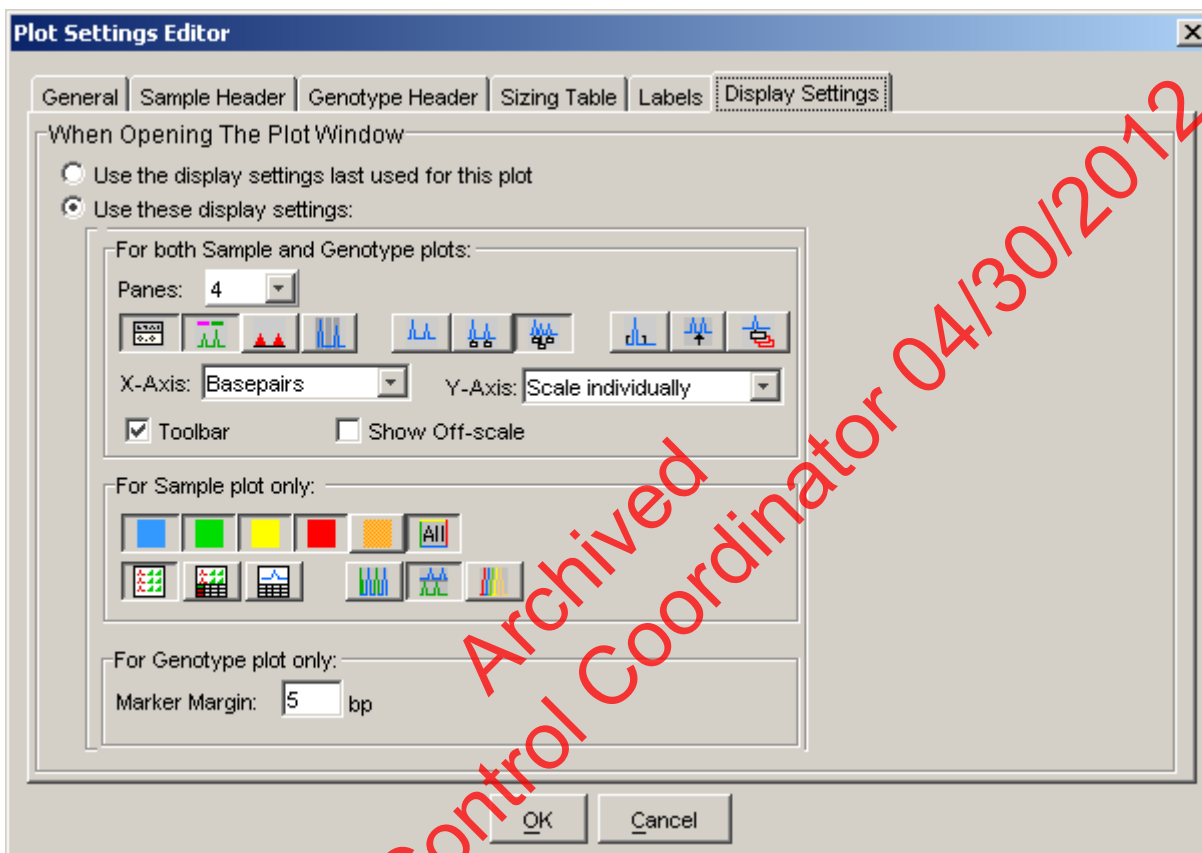 Plot Settings Editor
General Sample Header Genotype Header Sizing Table Labels Display Settings
When Opening The Plot Window
Use the display settings last used for this plot
Use these display settings:
For both Sample and Genotype plots:
Panes: 4
X-Axis: Basepairs Y-Axis: Scale individually
Toolbar Show Off-scale
For Sample plot only:
All
For Genotype plot only:
Marker Margin: 5 bp
OK Cancel
Archived
Control Coordinator 04/30/2012